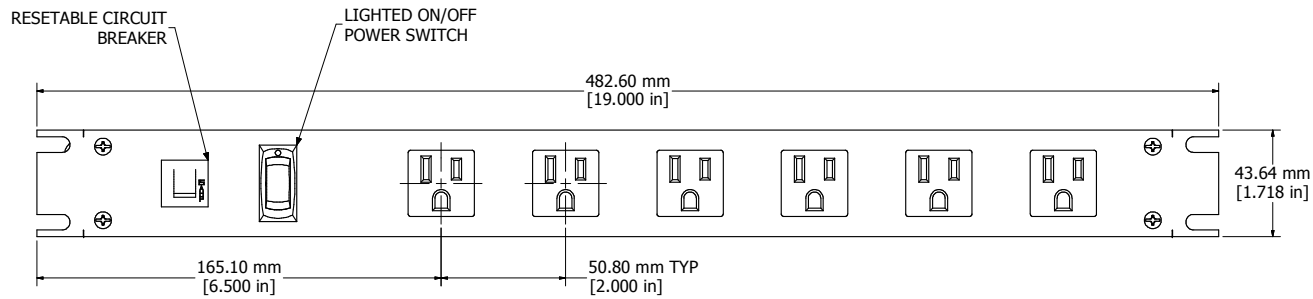 RESETABLE CIRCUIT
BREAKER
LIGHTED ON/OFF
POWER SWITCH
482.60 mm
[19.000 in]
43.64 mm
[1.718 in]
165.10 mm
[6.500 in]
50.80 mm TYP
[2.000 in]